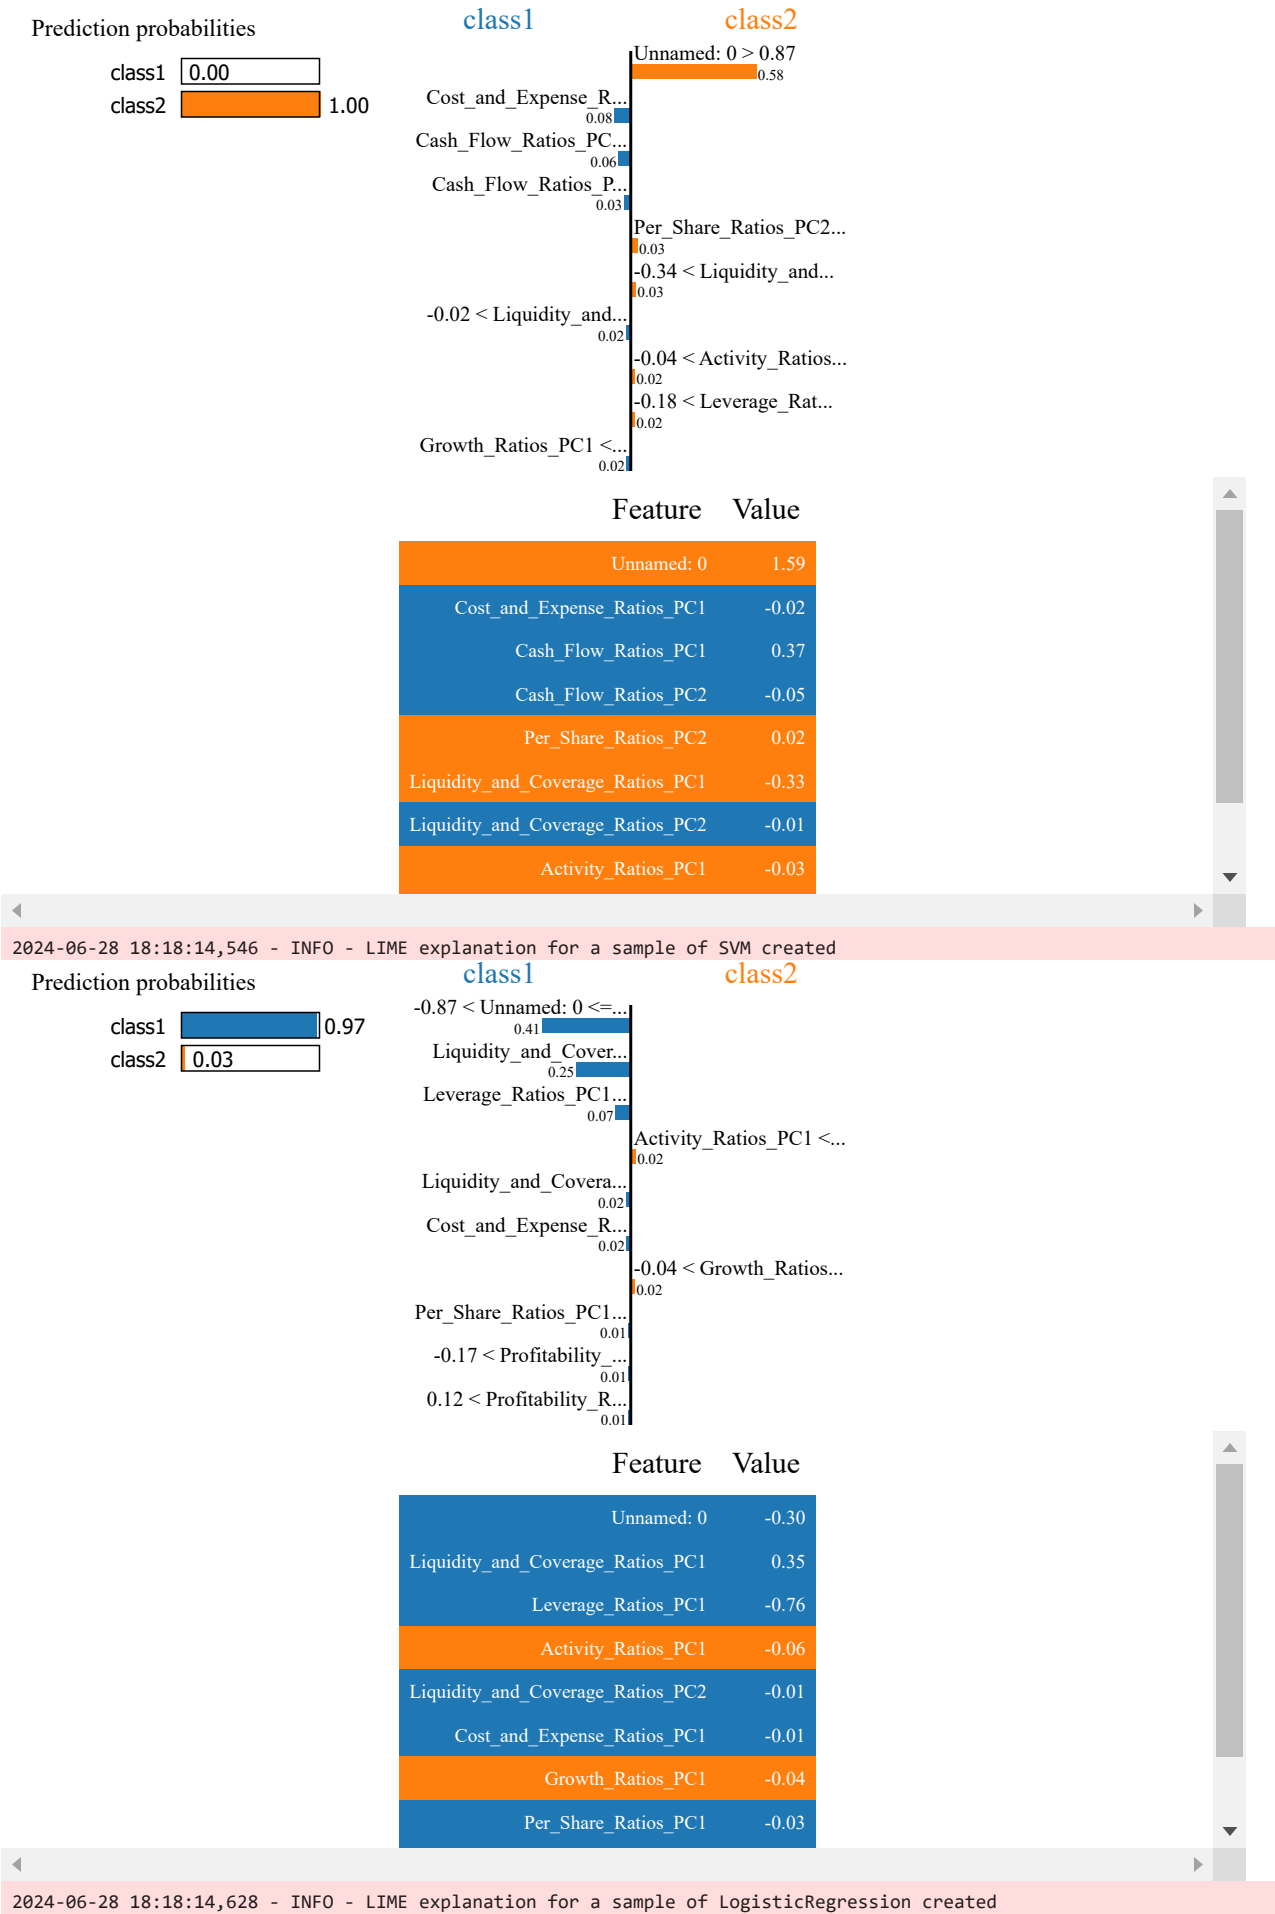 Prediction probabilities
class1 0.00
class2 1.00
class1 class2
Unnamed: 0 > 0.87
0.58
Cost_and_Expense_R...
0.08
Cash_Flow_Ratios_PC...
0.06
Cash_Flow_Ratios_P...
0.03
Per_Share_Ratios_PC2...
0.03
-0.34 < Liquidity_and...
0.03
-0.02 < Liquidity_and...
0.02
-0.04 < Activity_Ratios...
0.02
-0.18 < Leverage_Rat...
0.02
Growth_Ratios_PC1 <...
0.02
Feature Value
Unnamed: 0 1.59
Cost_and_Expense_Ratios_PC1 -0.02
Cash_Flow_Ratios_PC1 0.37
Cash_Flow_Ratios_PC2 -0.05
Per_Share_Ratios_PC2 0.02
Liquidity_and_Coverage_Ratios_PC1 -0.33
Liquidity_and_Coverage_Ratios_PC2 -0.01
Activity_Ratios_PC1 -0.03
2024-06-28 18:18:14,546 - INFO - LIME explanation for a sample of SVM created
Prediction probabilities
class1 0.97
class2 0.03
class1 class2
-0.87 < Unnamed: 0 <=...
0.41
Liquidity_and_Cover...
0.25
Leverage_Ratios_PC1...
0.07
Activity_Ratios_PC1 <...
0.02
Liquidity_and_Covera...
0.02
Cost_and_Expense_R...
0.02
-0.04 < Growth_Ratios...
0.02
Per_Share_Ratios_PC1...
0.01
-0.17 < Profitability_...
0.01
0.12 < Profitability_R...
0.01
Feature Value
Unnamed: 0 -0.30
Liquidity_and_Coverage_Ratios_PC1 0.35
Leverage_Ratios_PC1 -0.76
Activity_Ratios_PC1 -0.06
Liquidity_and_Coverage_Ratios_PC2 -0.01
Cost_and_Expense_Ratios_PC1 -0.01
Growth_Ratios_PC1 -0.04
Per_Share_Ratios_PC1 -0.03
2024-06-28 18:18:14,628 - INFO - LIME explanation for a sample of LogisticRegression created